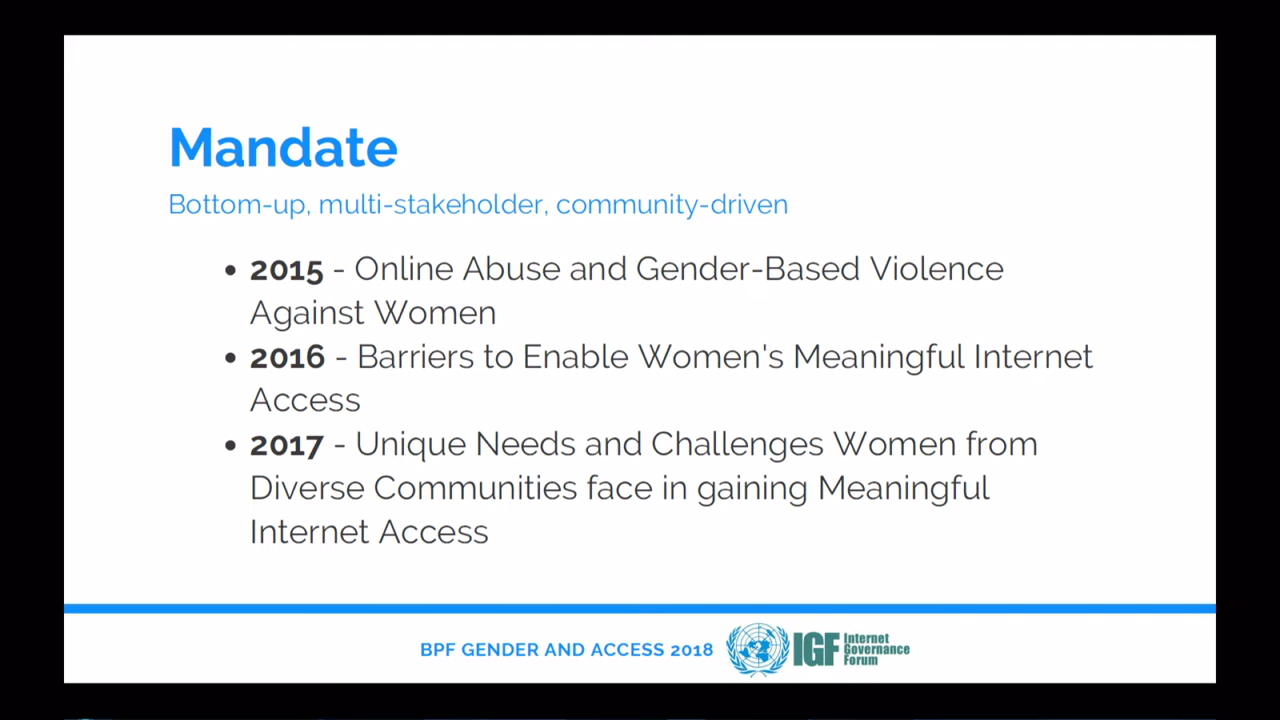 Mandate
Bottom-up, multi-stakeholder, community-driven
• 2015 - Online Abuse and Gender-Based Violence
Against Women
• 2016 - Barriers to Enable Women's Meaningful Internet
Access
• 2017 - Unique Needs and Challenges Women from
Diverse Communities face in gaining Meaningful
Internet Access
BPF GENDER AND ACCESS 2018
IGF
Internet
Governance
Forum